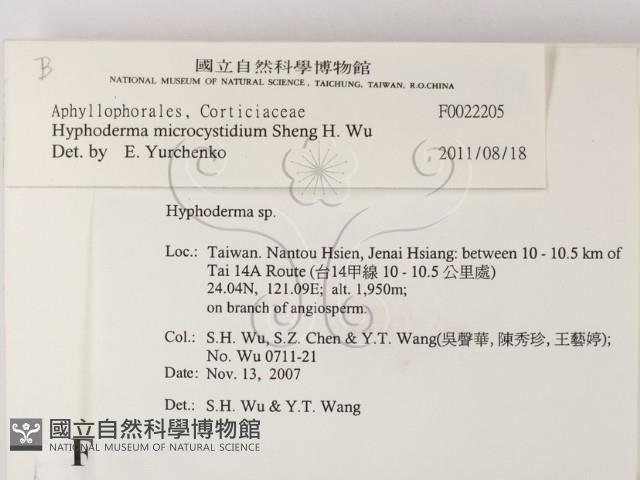 B
國立自然科學博物館
NATIONAL MUSEUM OF NATURAL SCIENCE, TAICHUNG, TAIWAN, R.O.CHINA
Aphyllophorales, Corticiaceae F0022205
Hyphoderma microcystidium Sheng H. Wu
Det. by E. Yurchenko 2011/08/18
Hyphoderma sp.
Loc.: Taiwan. Nantou Hsien, Jenai Hsiang: between 10 - 10.5 km of
Tai 14A Route (台14甲線 10 - 10.5 公里處)
24.04N, 121.09E; alt. 1,950m;
on branch of angiosperm.
Col.: S.H. Wu, S.Z. Chen & Y.T. Wang(吳聲華, 陳秀珍, 王藝婷);
No. Wu 0711-21
Date: Nov. 13, 2007
Det.: S.H. Wu & Y.T. Wang
國立自然科學博物館
NATIONAL MUSEUM OF NATURAL SCIENCE
F